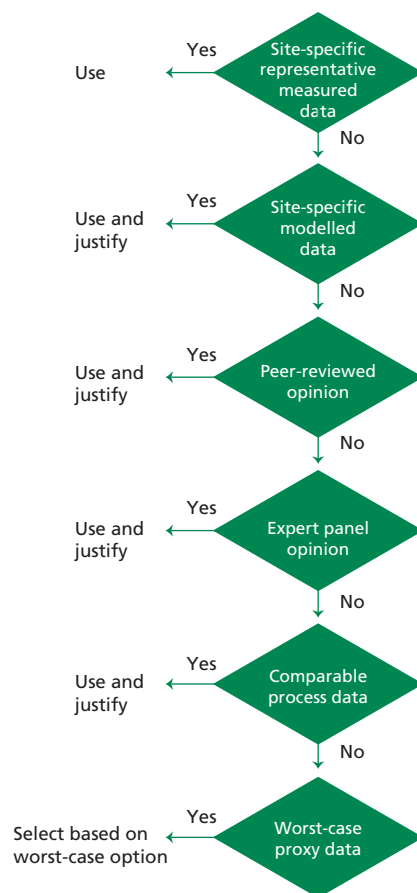 Yes
Site-specific
representative
measured
data
Use
No
Yes
Site-specific
modelled
data
Use and
justify
No
Yes
Peer-reviewed
opinion
Use and
justify
No
Yes
Expert panel
opinion
Use and
justify
No
Yes
Comparable
process data
Use and
justify
No
Yes
Worst-case
proxy data
Select based on
worst-case option